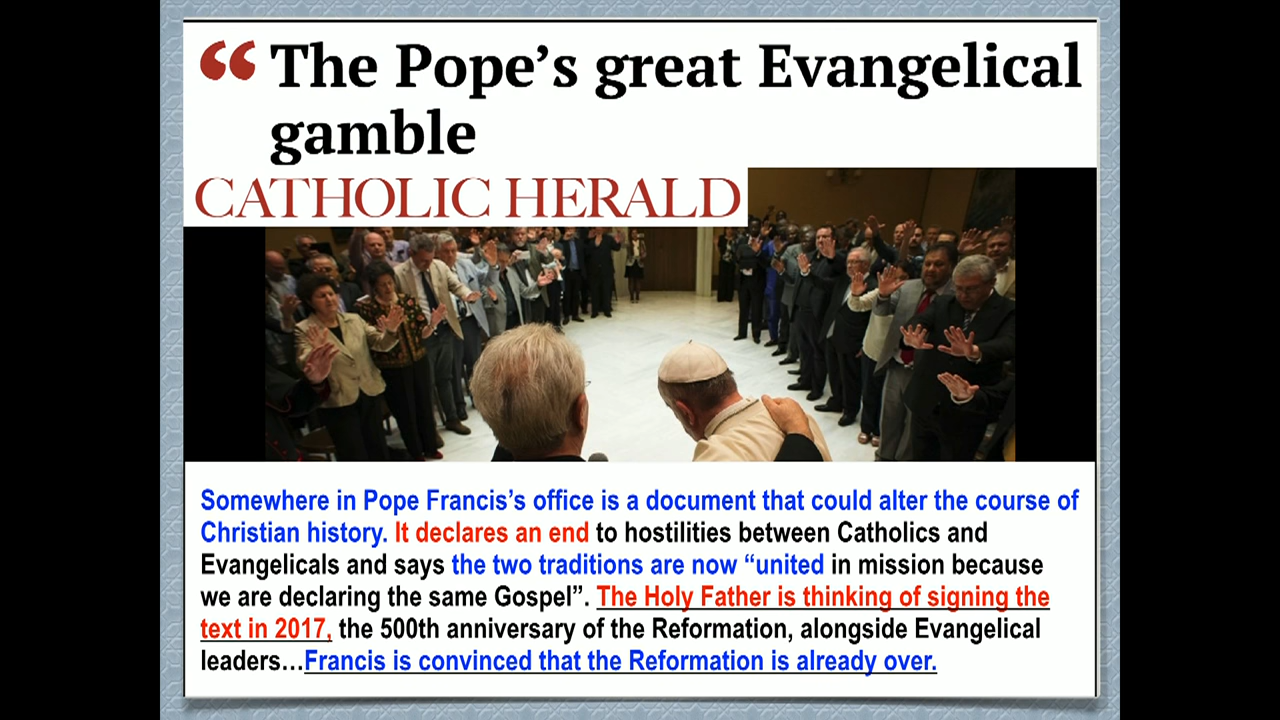 “ The Pope’s great Evangelical
gamble
CATHOLIC HERALD
Somewhere in Pope Francis’s office is a document that could alter the course of
Christian history. It declares an end to hostilities between Catholics and
Evangelicals and says the two traditions are now “united in mission because
we are declaring the same Gospel”. The Holy Father is thinking of signing the
text in 2017, the 500th anniversary of the Reformation, alongside Evangelical
leaders…Francis is convinced that the Reformation is already over.